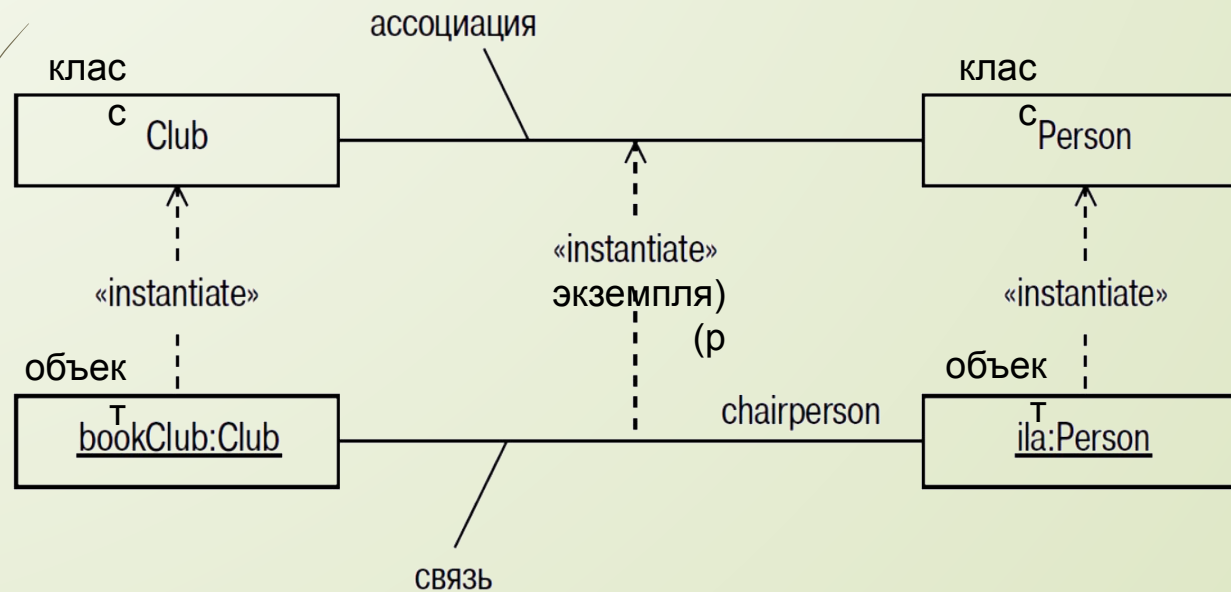 ассоциация
клас
с
клас
с
Club
Person
«instantiate»
экземпля)
(р
«instantiate»
«instantiate»
объек
т
объек
т
chairperson
bookClub:Club
ila:Person
связь